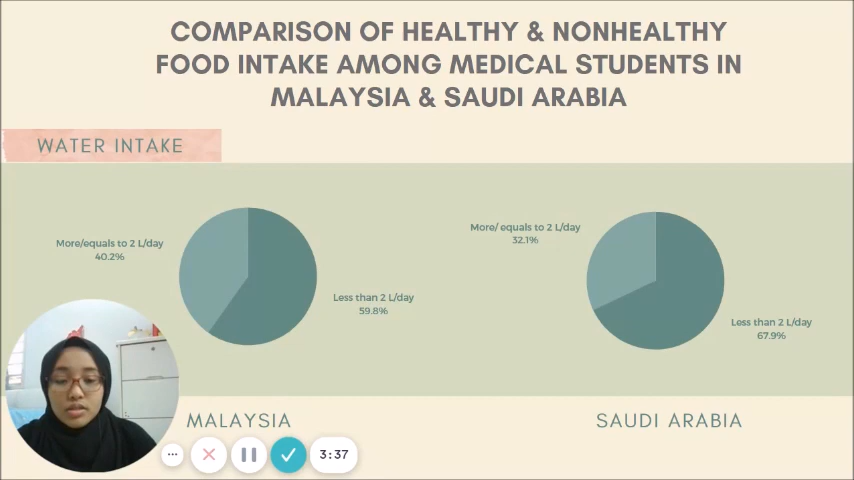 COMPARISON OF HEALTHY & NONHEALTHY
FOOD INTAKE AMONG MEDICAL STUDENTS IN
MALAYSIA & SAUDI ARABIA
WATER INTAKE
More/equals to 2 L/day
40.2%
Less than 2 L/day
59.8%
More/ equals to 2 L/day
32.1%
Less than 2 L/day
67.9%
MALAYSIA
SAUDI ARABIA
3:37